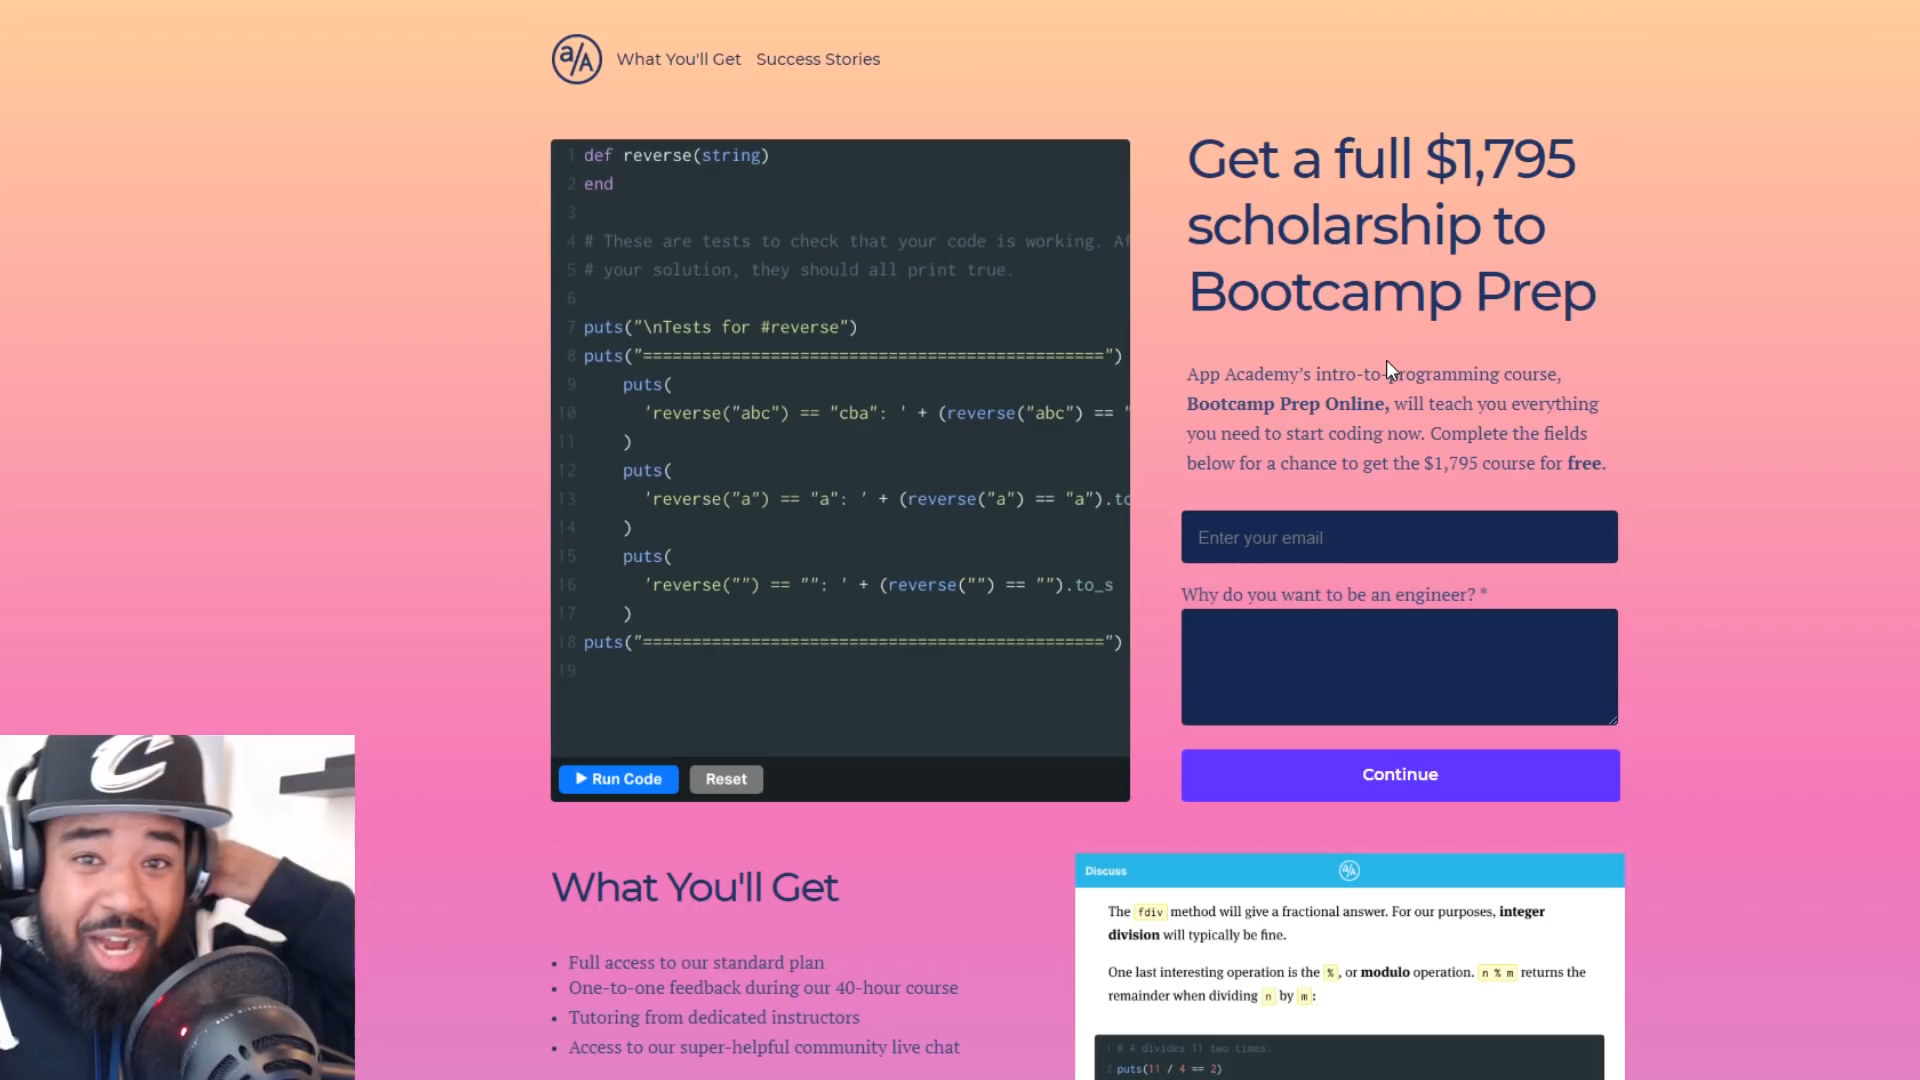 a/A What You'll Get Success Stories
1 def reverse(string)
2 end
3
4 # These are tests to check that your code is working.
5 # your solution, they should all print true.
6
7 puts("\nTests for #reverse")
8 puts("===============================================")
9 puts(
10 'reverse("abc") == "cba": ' + (reverse("abc") == "
11 )
12 puts(
13 'reverse("a") == "a": ' + (reverse("a") == "a").to
14 )
15 puts(
16 'reverse("") == "": ' + (reverse("") == "").to_s
17 )
18 puts("===============================================")
19
Run Code Reset
Get a full $1,795
scholarship to
Bootcamp Prep
App Academy’s intro-to-programming course,
Bootcamp Prep Online, will teach you everything
you need to start coding now. Complete the fields
below for a chance to get the $1,795 course for free.
Enter your email
Why do you want to be an engineer? *
Continue
What You'll Get
• Full access to our standard plan
• One-to-one feedback during our 40-hour course
• Tutoring from dedicated instructors
• Access to our super-helpful community live chat
Discuss a/A
The fdiv method will give a fractional answer. For our purposes, integer
division will typically be fine.
One last interesting operation is the %, or modulo operation. n % m returns the
remainder when dividing n by m:
1 # 4 divides 11 two times:
2 puts(11 / 4 == 2)
C